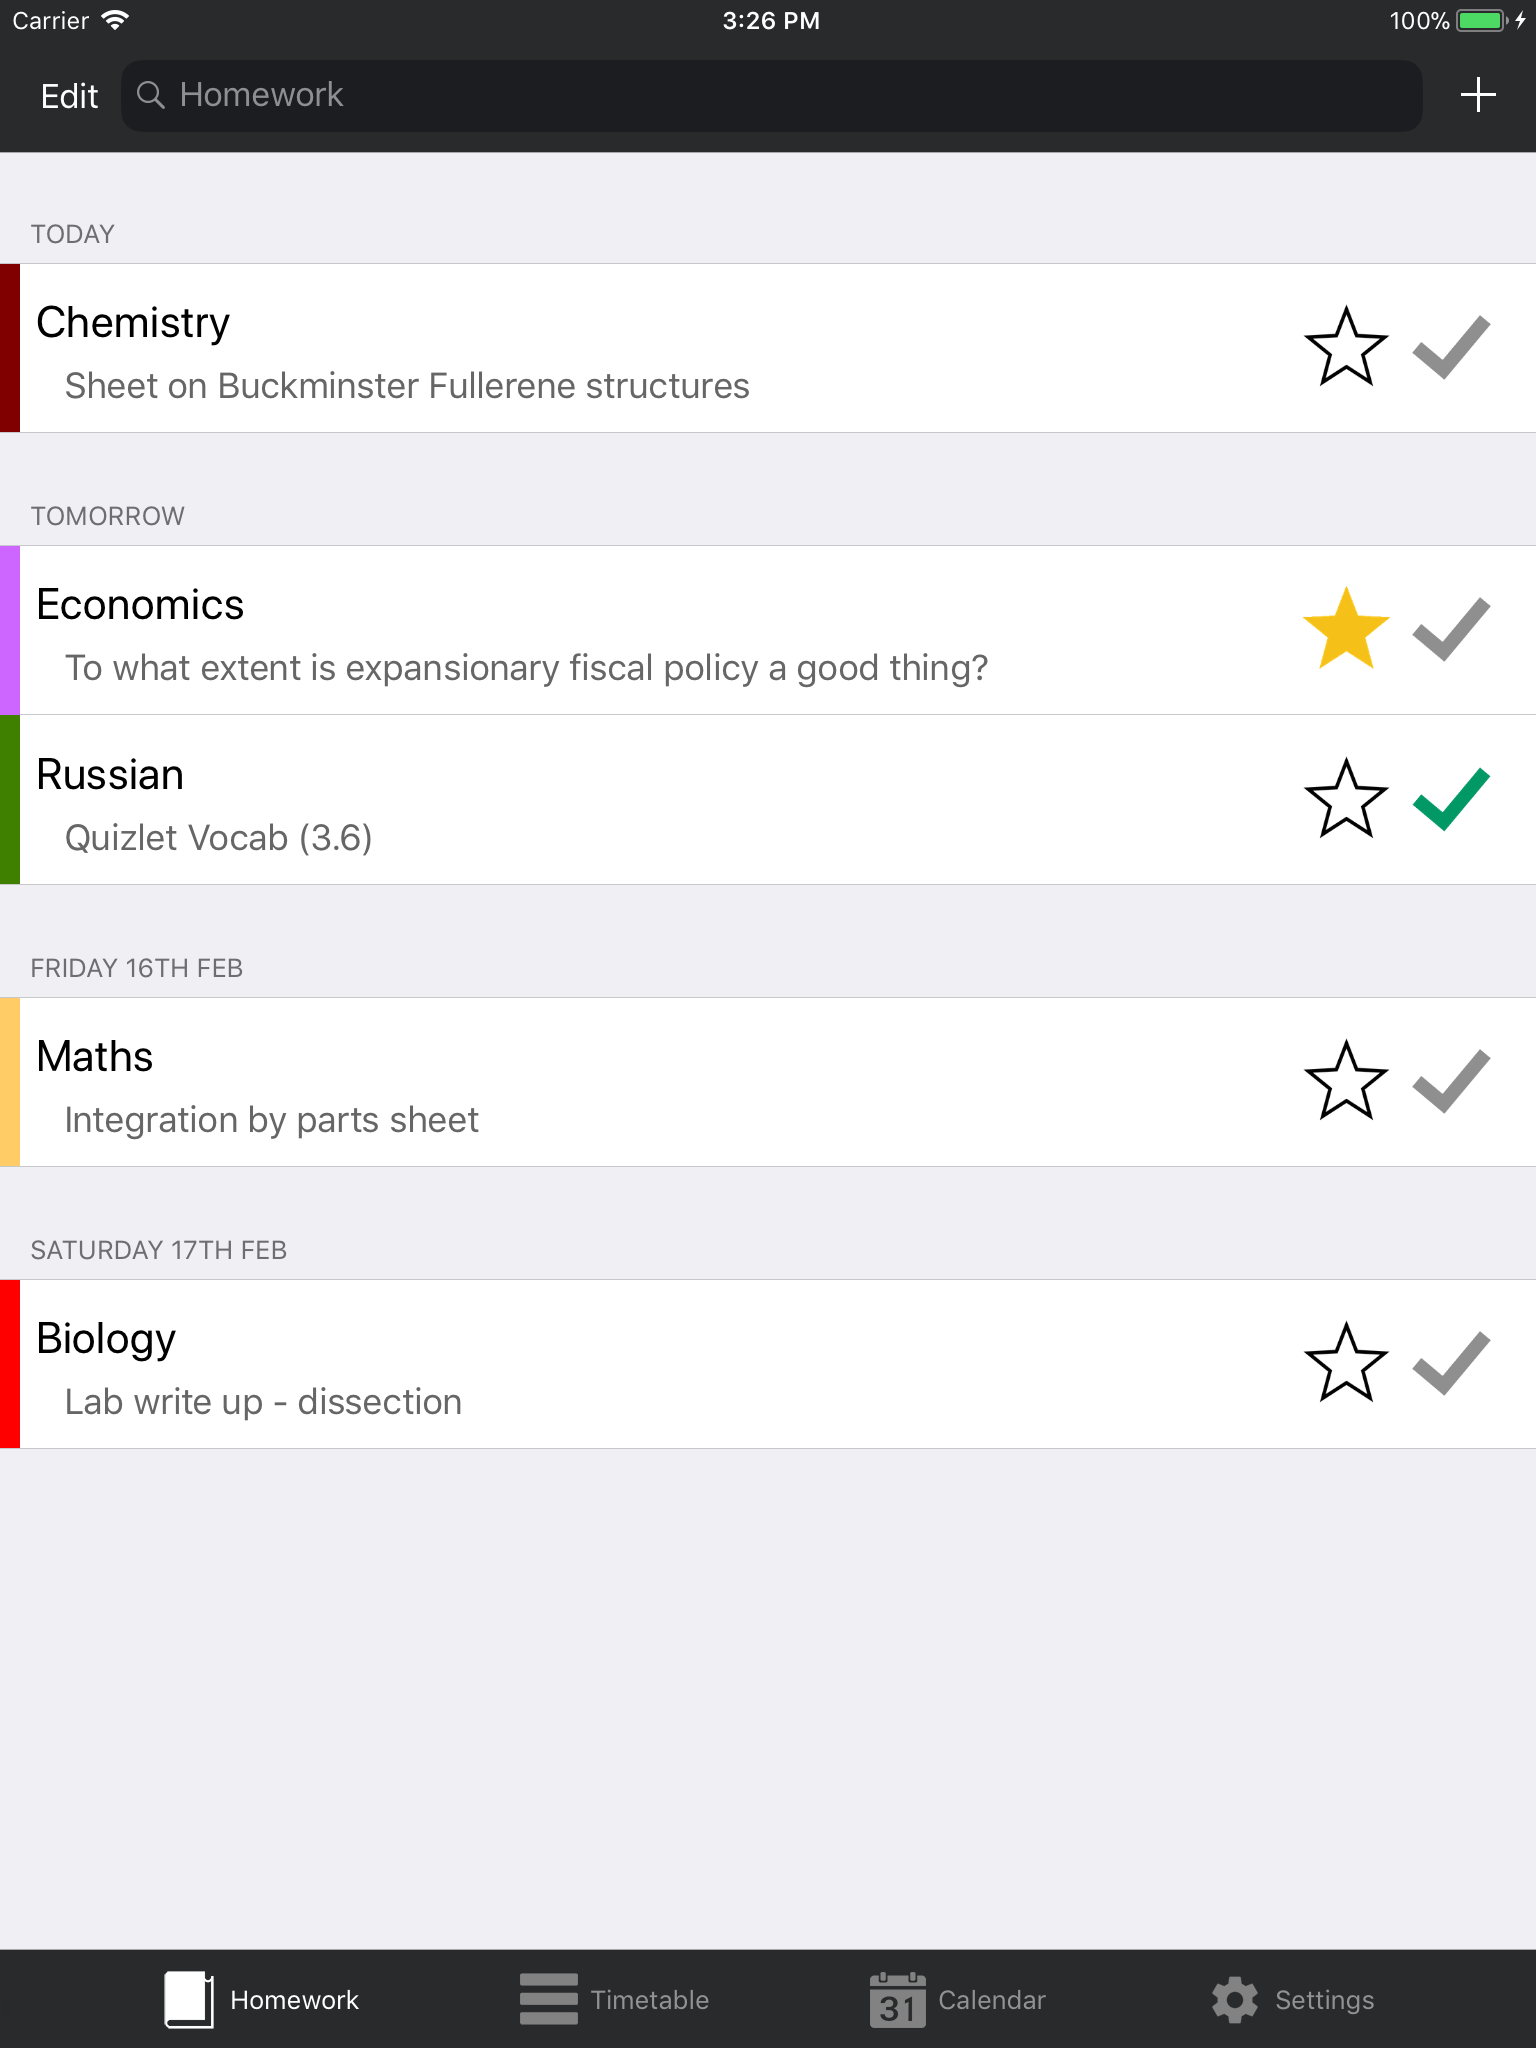 Carrier 3:26 PM 100%
Edit Homework
TODAY
Chemistry
Sheet on Buckminster Fullerene structures
TOMORROW
Economics
To what extent is expansionary fiscal policy a good thing?
Russian
Quizlet Vocab (3.6)
FRIDAY 16TH FEB
Maths
Integration by parts sheet
SATURDAY 17TH FEB
Biology
Lab write up - dissection
Homework Timetable 31 Calendar Settings